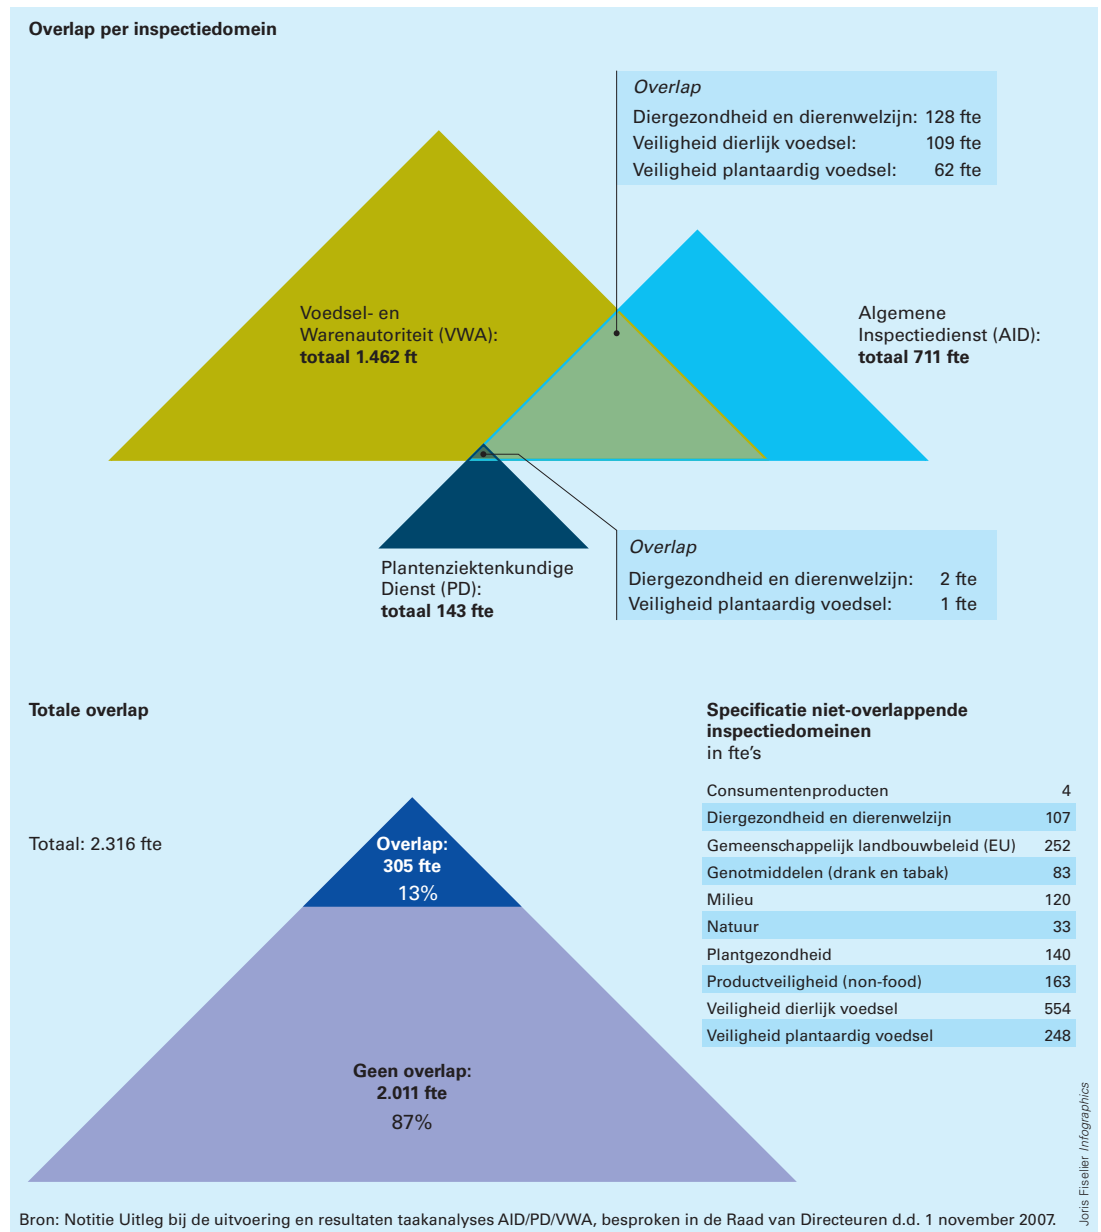 Overlap per inspectiedomein
Overlap
Diergezondheid en dierenwelzijn: 128 fte
Veiligheid dierlijk voedsel: 109 fte
Veiligheid plantaardig voedsel: 62 fte
Voedsel- en
Warenautoriteit (VWA):
totaal 1.462 ft
Algemene
Inspectiedienst (AID):
totaal 711 fte
Plantenziektenkundige
Dienst (PD):
totaal 143 fte
Overlap
Diergezondheid en dierenwelzijn: 2 fte
Veiligheid plantaardig voedsel: 1 fte
Totale overlap
Totaal: 2.316 fte
Overlap:
305 fte
13%
Geen overlap:
2.011 fte
87%
Specificatie niet-overlappende
inspectiedomeinen
in fte's
Consumentenproducten 4
Diergezondheid en dierenwelzijn 107
Gemeenschappelijk landbouwbeleid (EU) 252
Genotmiddelen (drank en tabak) 83
Milieu 120
Natuur 33
Plantgezondheid 140
Productveiligheid (non-food) 163
Veiligheid dierlijk voedsel 554
Veiligheid plantaardig voedsel 248
Joris Fiselier Infographics
Bron: Notitie Uitleg bij de uitvoering en resultaten taakanalyses AID/PD/VWA, besproken in de Raad van Directeuren d.d. 1 november 2007.